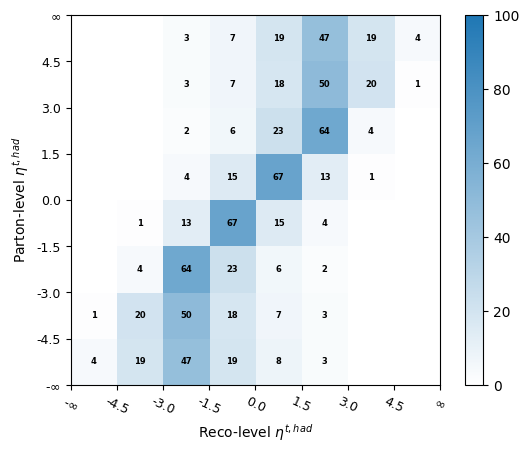 ∞ 3 7 19 47 19 4 100
4.5
3 7 18 50 20 1
3.0 80
2 6 23 64 4
1.5
4 15 67 13 1 60
0.0
1 13 67 15 4
-1.5 40
4 64 23 6 2
-3.0
1 20 50 18 7 3 20
-4.5
4 19 47 19 8 3
-∞ 0
Parton-level η^{t,had}
-∞ -4.5 -3.0 -1.5 0.0 1.5 3.0 4.5 ∞
Reco-level η^{t,had}